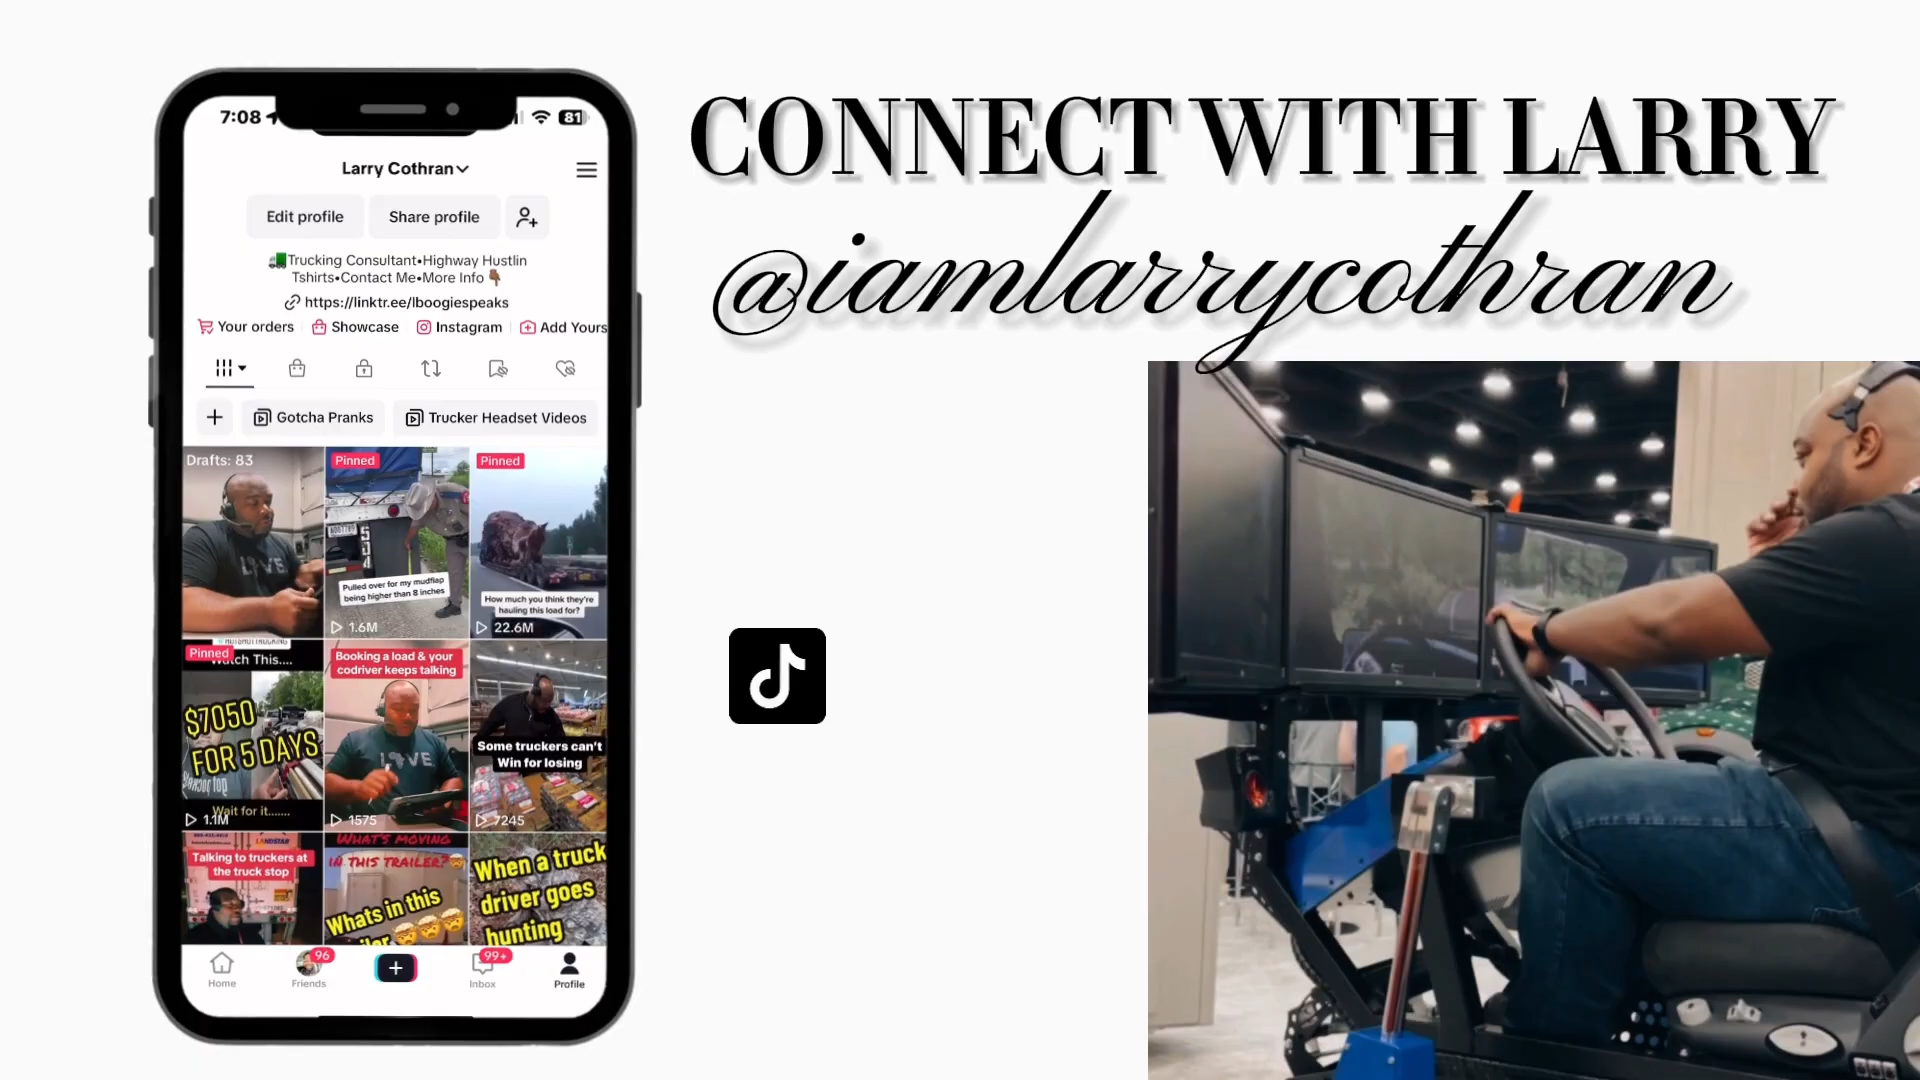 CONNECT WITH LARRY
@iamlarrycothran
7:08
81
Larry Cothran
Edit profile
Share profile
Trucking Consultant•Highway Hustlin
Tshirts•Contact Me•More Info
https://linktr.ee/lboogiespeaks
Your orders
Showcase
Instagram
Add Yours
Gotcha Pranks
Trucker Headset Videos
Drafts: 83
Pinned
Pulled over for my mudflap
being higher than 8 inches
1.6M
Pinned
How much you think they're
hauling this load for?
22.6M
Pinned
Watch This....
$7050
FOR 5 DAYS
Wait for it.......
1.1M
Booking a load & your
codriver keeps talking
LOVE
1575
Some truckers can't
Win for losing
7245
LANDSTAR
Talking to truckers at
the truck stop
WHAT'S MOVING
IN THIS TRAILER?
Whats in this
When a truck
driver goes
hunting
Home
96
Friends
99+
Inbox
Profile